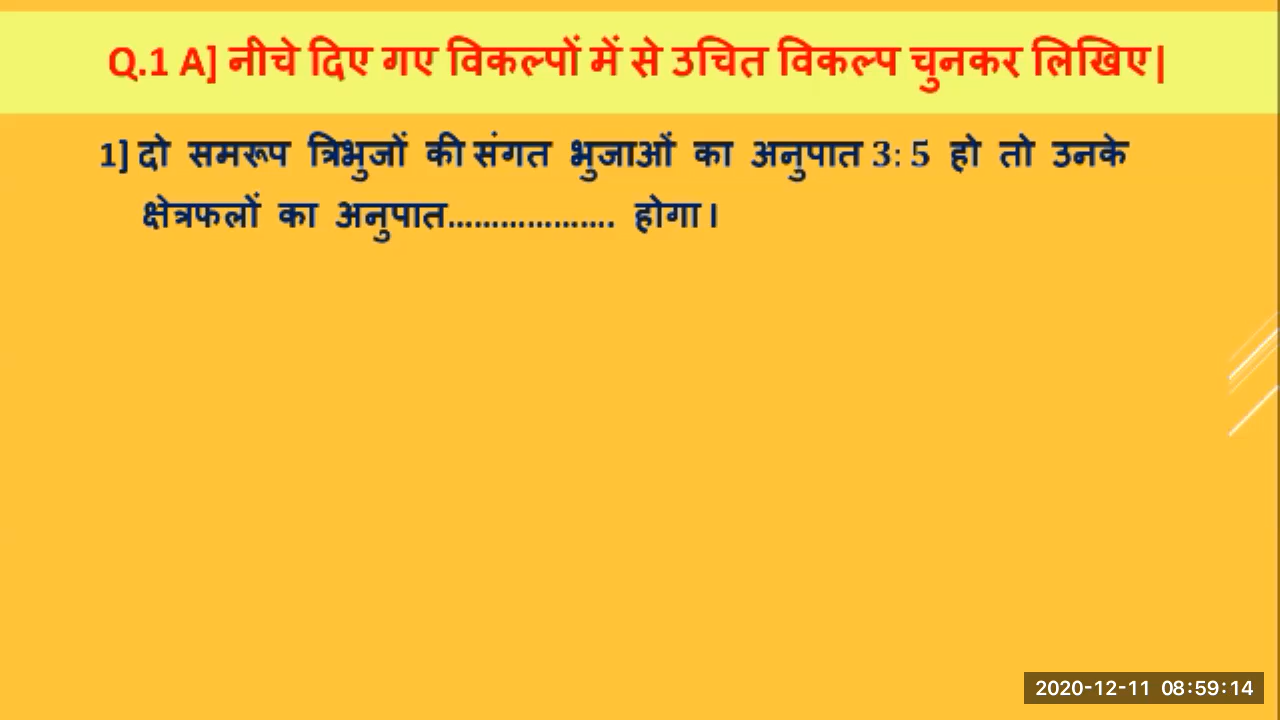 Q.1 A] नीचे दिए गए विकल्पों में से उचित विकल्प चुनकर लिखिए|
1] दो समरूप त्रिभुजों की संगत भुजाओं का अनुपात 3: 5 हो तो उनके
क्षेत्रफलों का अनुपात................... होगा।
2020-12-11 08:59:14